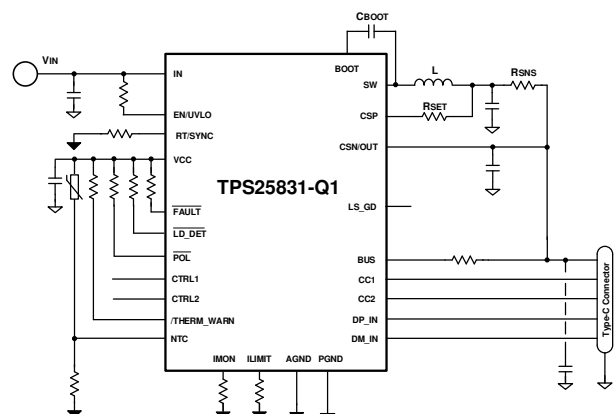 CBOOT
VIN
BOOT
IN
SW
L
RSNS
EN/UVLO
CSP
RSET
RT/SYNC
CSN/OUT
VCC
TPS25831-Q1
FAULT
LS_GD
LD_DET
POL
BUS
CTRL1
CC1
CTRL2
CC2
/THERM_WARN
DP_IN
NTC
DM_IN
Type-C Connector
IMON
ILIMIT
AGND
PGND